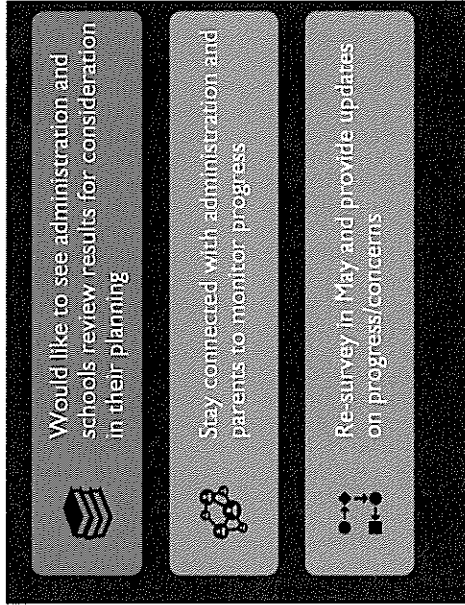 Would like to see administration and
schools review results for consideration
in their planning
Stay connected with administration and
parents to monitor progress
Re-survey in May and provide updates
on progress/concerns